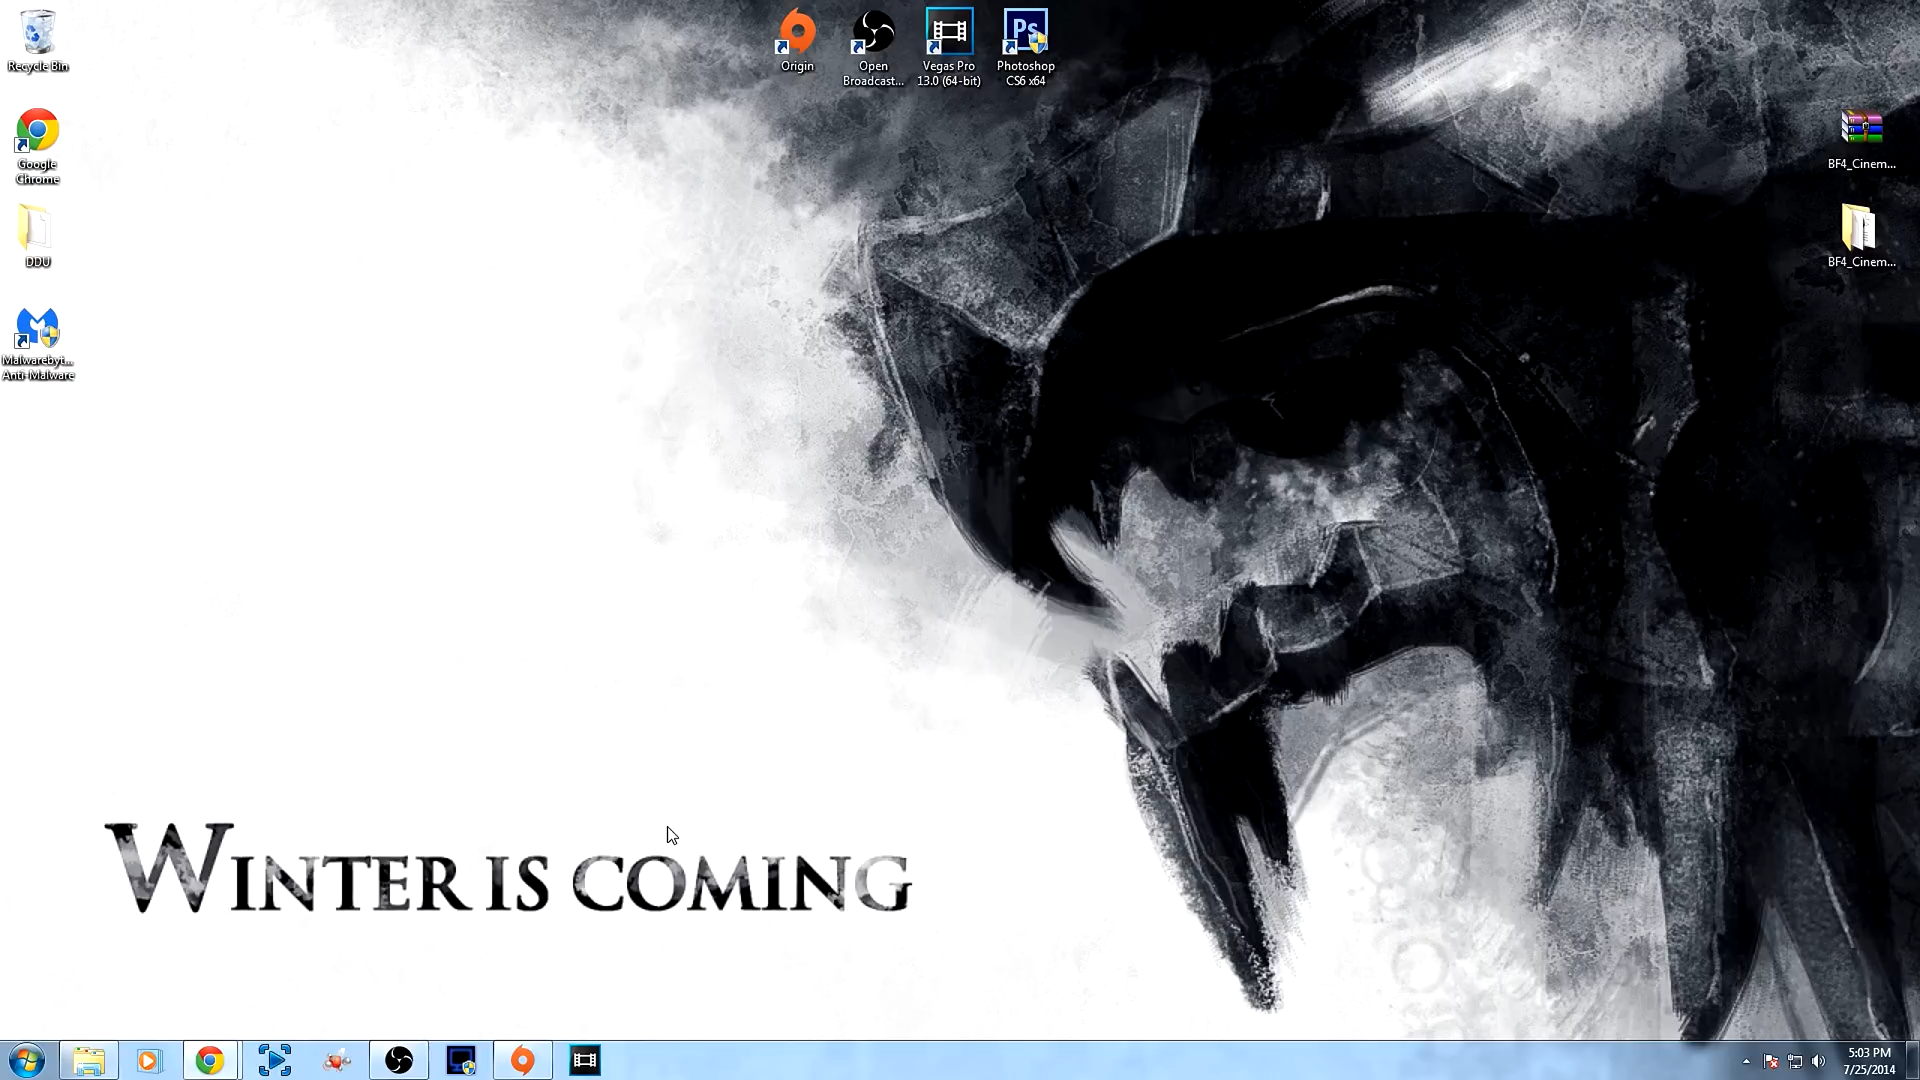 Recycle Bin
Google
Chrome
DDU
Malwarebyt...
Anti-Malware
Origin
Open
Broadcast...
Vegas Pro
13.0 (64-bit)
Ps
Photoshop
CS6 x64
BF4_Cinem...
BF4_Cinem...
WINTER IS COMING
5:03 PM
7/25/2014